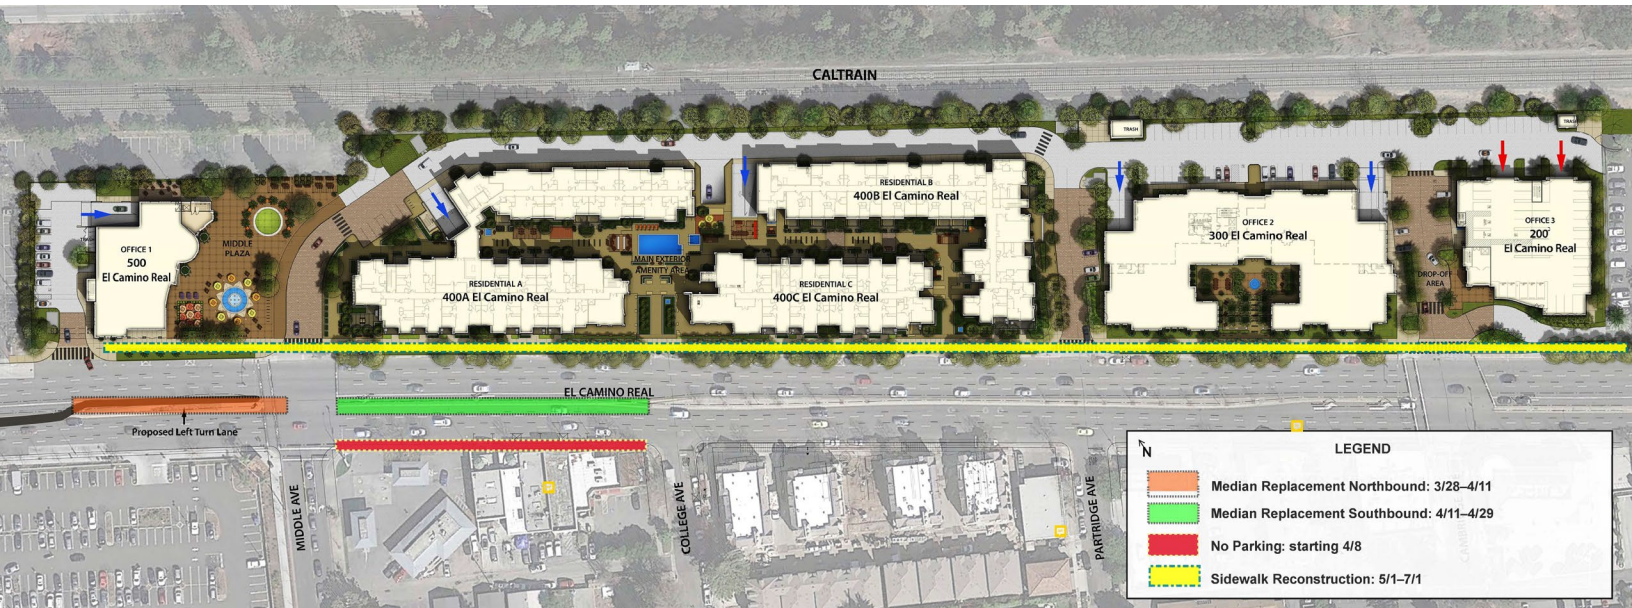 CALTRAIN
TRASH
TRASH
RESIDENTIAL B
400B El Camino Real
OFFICE 1
500
El Camino Real
MIDDLE
PLAZA
OFFICE 2
300 El Camino Real
OFFICE 3
200
El Camino Real
MAIN EXTERIOR
AMENITY AREA
RESIDENTIAL A
400A El Camino Real
RESIDENTIAL C
400C El Camino Real
DROP-OFF
AREA
EL CAMINO REAL
Proposed Left Turn Lane
MIDDLE AVE
COLLEGE AVE
PARTRIDGE AVE
N
LEGEND
Median Replacement Northbound: 3/28–4/11
Median Replacement Southbound: 4/11–4/29
No Parking: starting 4/8
Sidewalk Reconstruction: 5/1–7/1